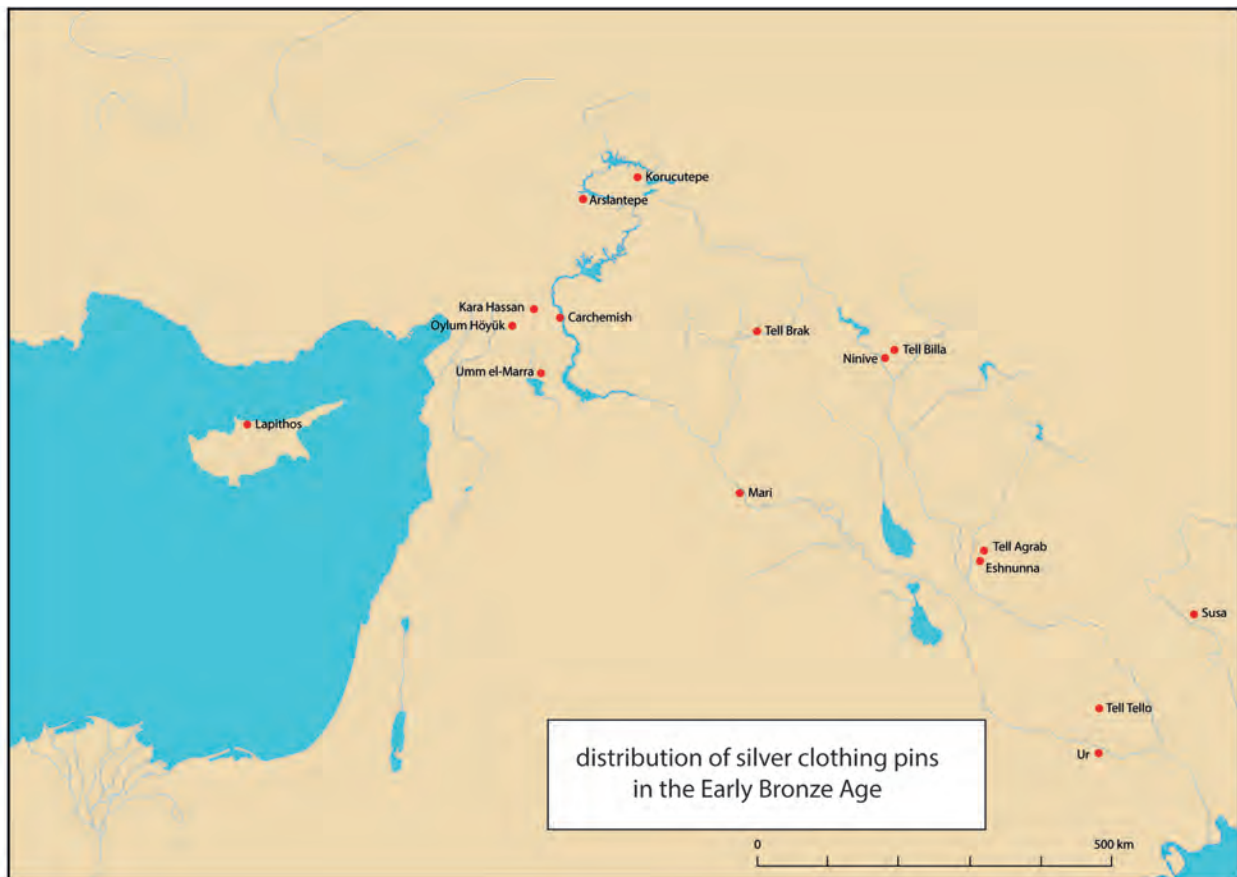 Korucutepe
Arslantepe
Kara Hassan
Carchemish
Oylum Höyük
Tell Brak
Tell Billa
Ninive
Umm el-Marra
Lapithos
Mari
Tell Agrab
Eshnunna
Susa
Tell Tello
Ur
distribution of silver clothing pins
in the Early Bronze Age
0
500 km